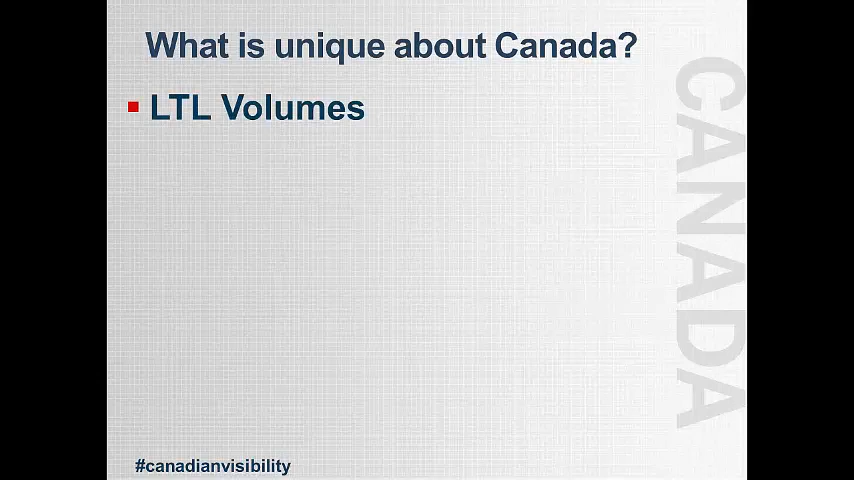 What is unique about Canada?
LTL Volumes
CANADA
#canadianvisibility